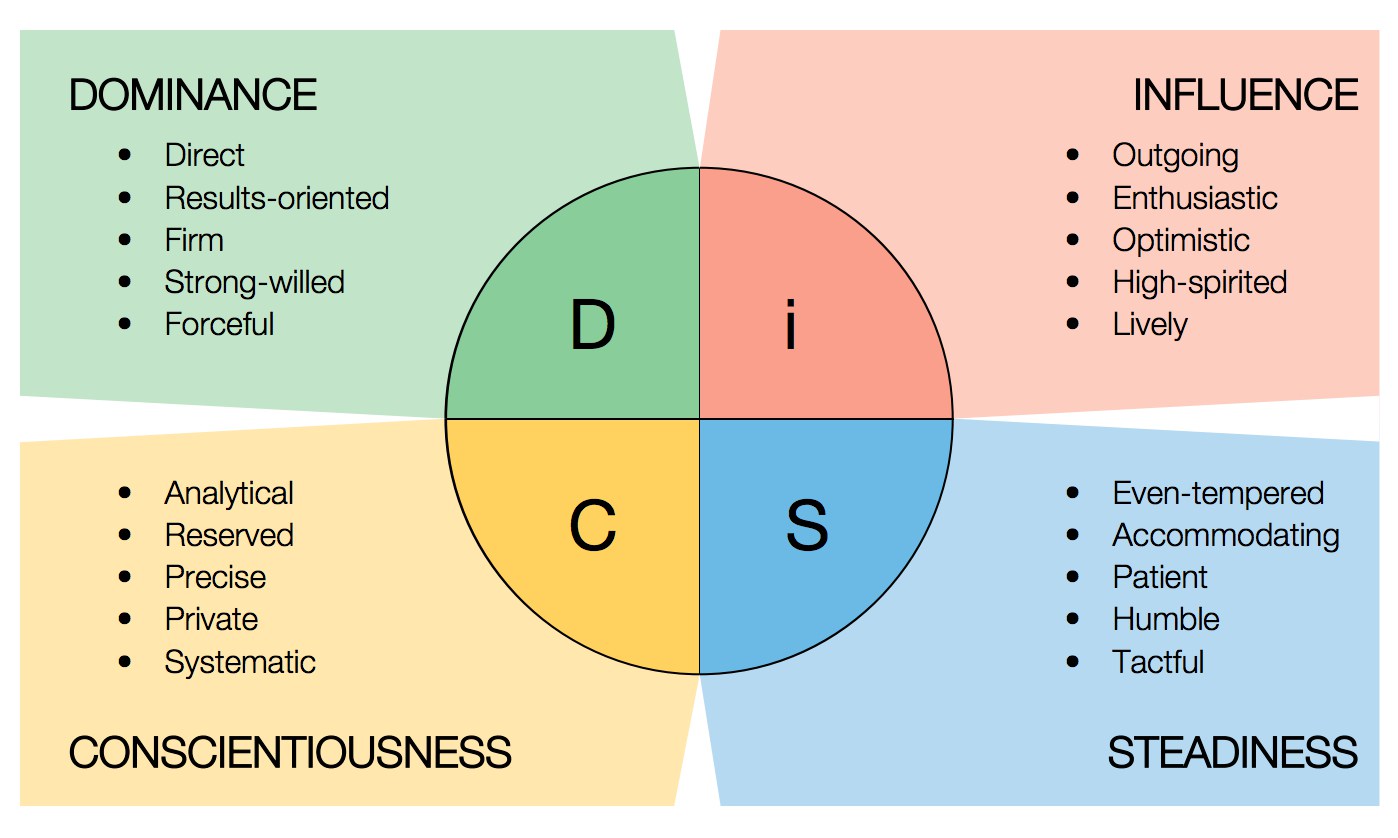 DOMINANCE
• Direct
• Results-oriented
• Firm
• Strong-willed
• Forceful
INFLUENCE
• Outgoing
• Enthusiastic
• Optimistic
• High-spirited
• Lively
D
i
C
S
• Analytical
• Reserved
• Precise
• Private
• Systematic
CONSCIENTIOUSNESS
• Even-tempered
• Accommodating
• Patient
• Humble
• Tactful
STEADINESS